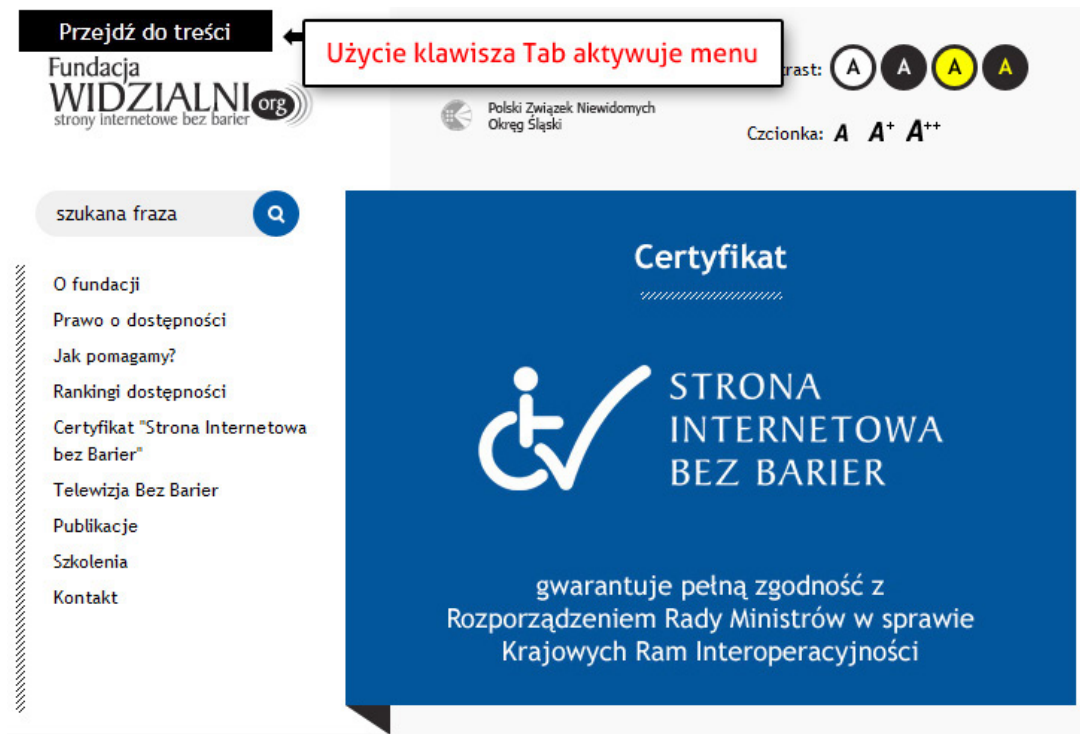 Przejdź do treści
Użycie klawisza Tab aktywuje menu
Fundacja
WIDZIALNI org
strony internetowe bez barier
Polski Związek Niewidomych
Okręg Śląski
trast: A A A A
Czcionka: A A+ A++
szukana fraza
O fundacji
Prawo o dostępności
Jak pomagamy?
Rankingi dostępności
Certyfikat "Strona Internetowa
bez Barier"
Telewizja Bez Barier
Publikacje
Szkolenia
Kontakt
Certyfikat
STRONA
INTERNETOWA
BEZ BARIER
gwarantuje pełną zgodność z
Rozporządzeniem Rady Ministrów w sprawie
Krajowych Ram Interoperacyjności